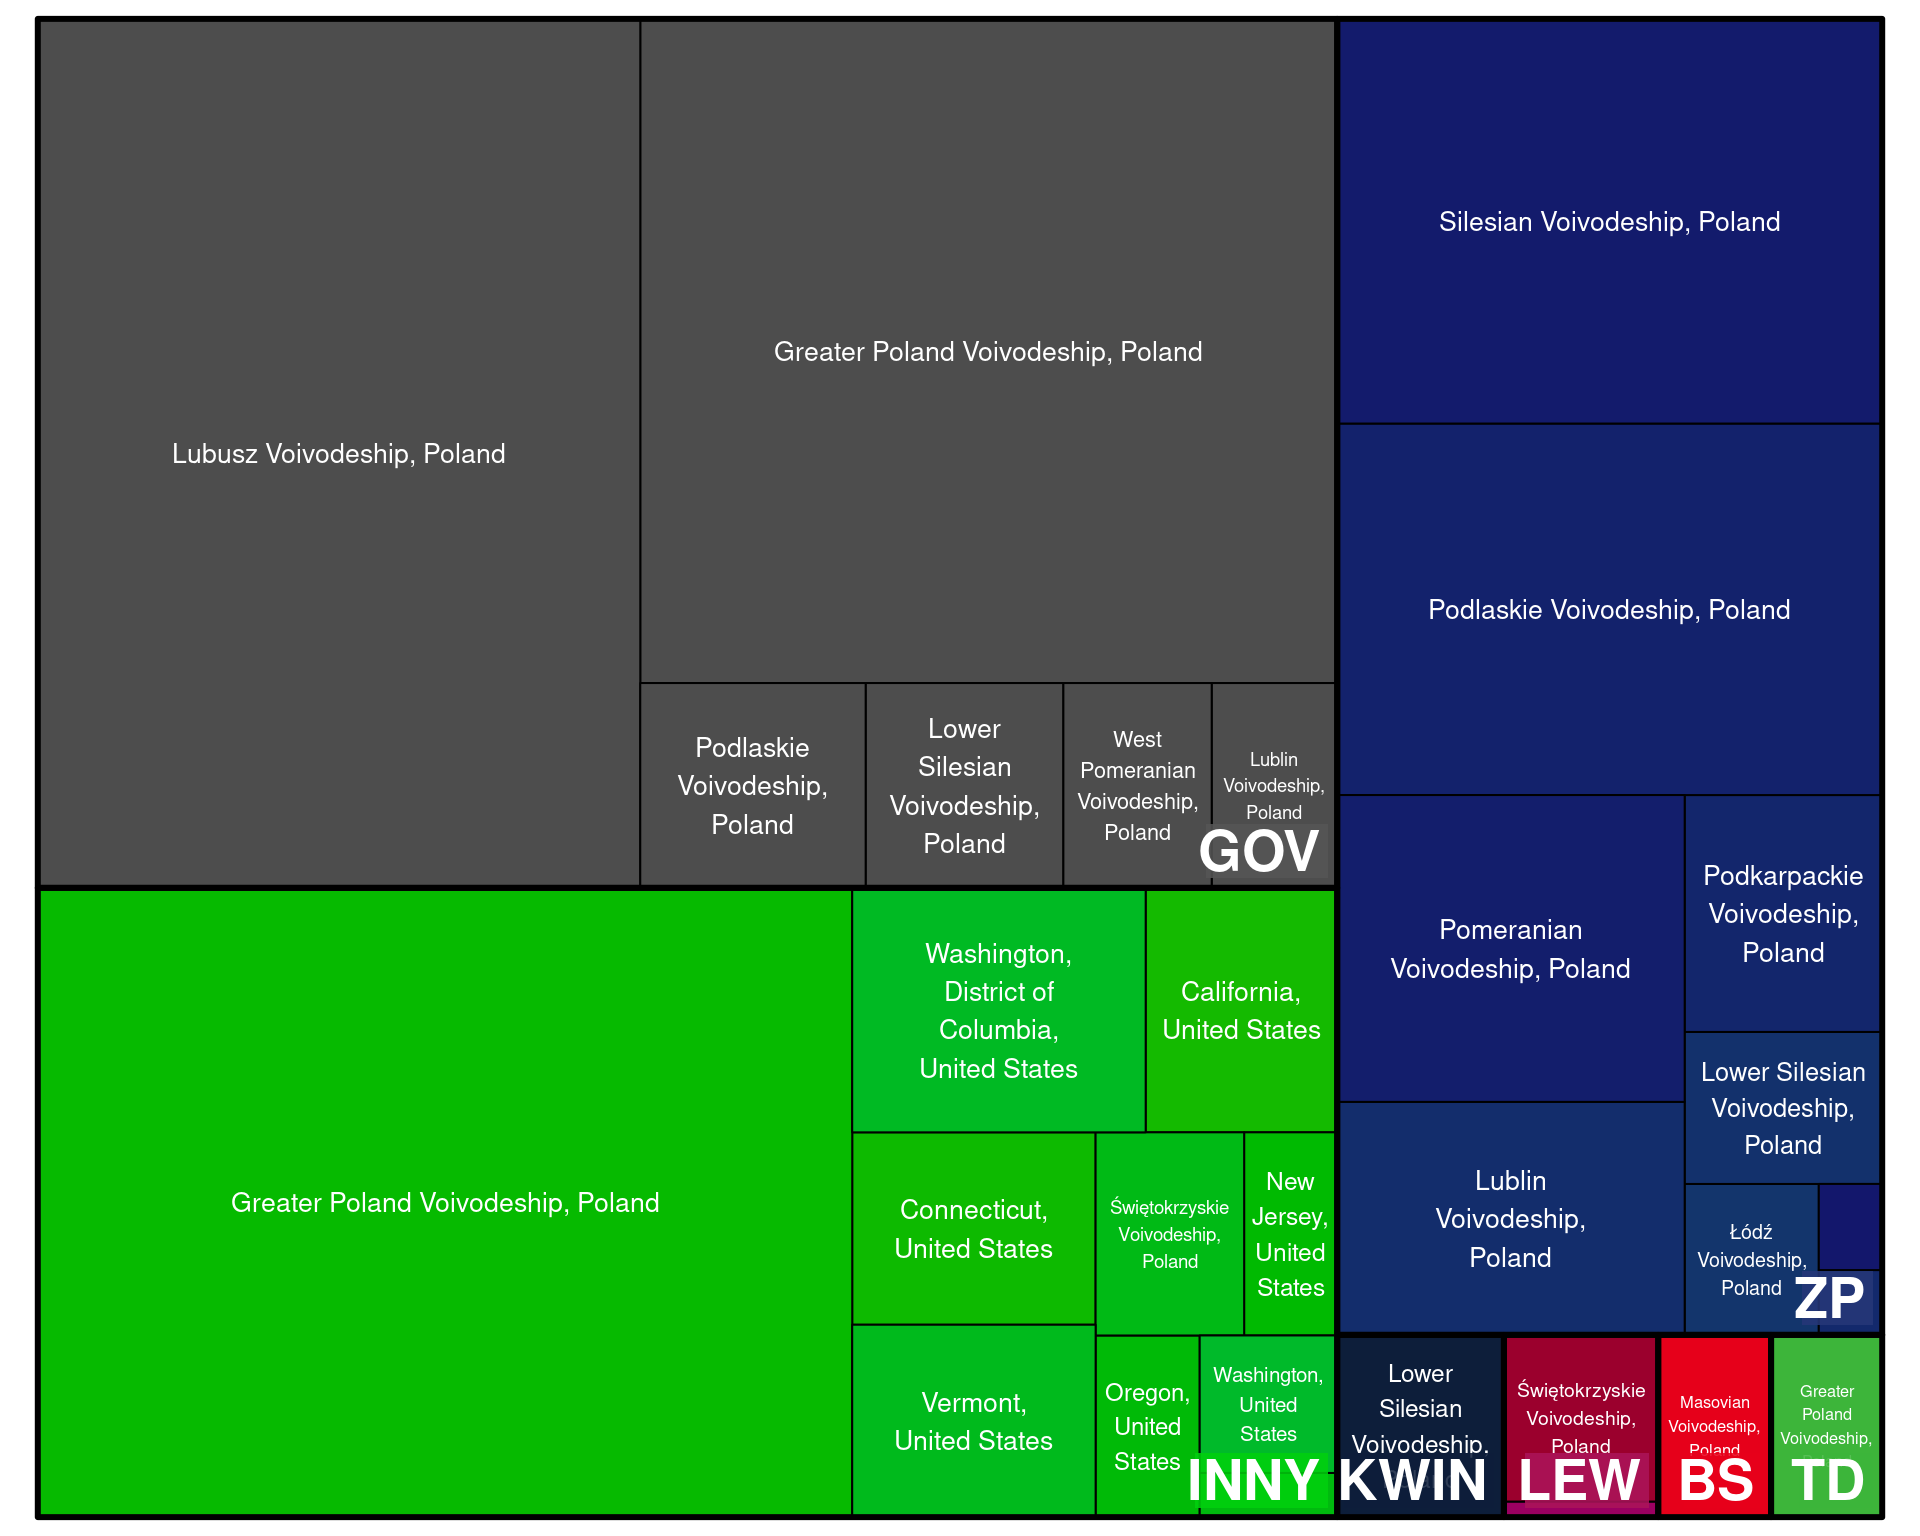 Lubusz Voivodeship, Poland
Greater Poland Voivodeship, Poland
Podlaskie
Voivodeship,
Poland
Lower
Silesian
Voivodeship,
Poland
West
Pomeranian
Voivodeship,
Poland
Lublin
Voivodeship,
Poland
GOV
Silesian Voivodeship, Poland
Podlaskie Voivodeship, Poland
Pomeranian
Voivodeship, Poland
Podkarpackie
Voivodeship,
Poland
Lower Silesian
Voivodeship,
Poland
Lublin
Voivodeship,
Poland
Łódź
Voivodeship,
Poland
ZP
Greater Poland Voivodeship, Poland
Washington,
District of
Columbia,
United States
California,
United States
Connecticut,
United States
Świętokrzyskie
Voivodeship,
Poland
New
Jersey,
United
States
Vermont,
United States
Oregon,
United
States
Washington,
United
States
INNY
Lower
Silesian
Voivodeship,
KWIN
Świętokrzyskie
Voivodeship,
Poland
LEW
Masovian
Voivodeship,
Poland
BS
Greater
Poland
Voivodeship,
TD